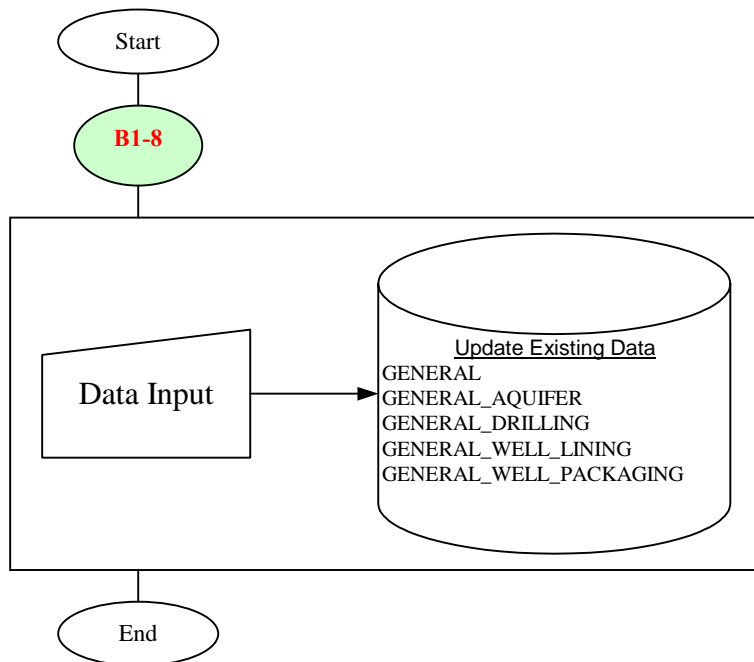 Start
B1-8
Data Input
Update Existing Data
GENERAL
GENERAL_AQUIFER
GENERAL_DRILLING
GENERAL_WELL_LINING
GENERAL_WELL_PACKAGING
End